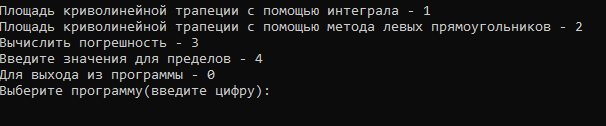 Площадь криволинейной трапеции с помощью интеграла - 1
Площадь криволинейной трапеции с помощью метода левых прямоугольников - 2
Вычислить погрешность - 3
Введите значения для пределов - 4
Для выхода из программы - 0
Выберите программу(введите цифру):